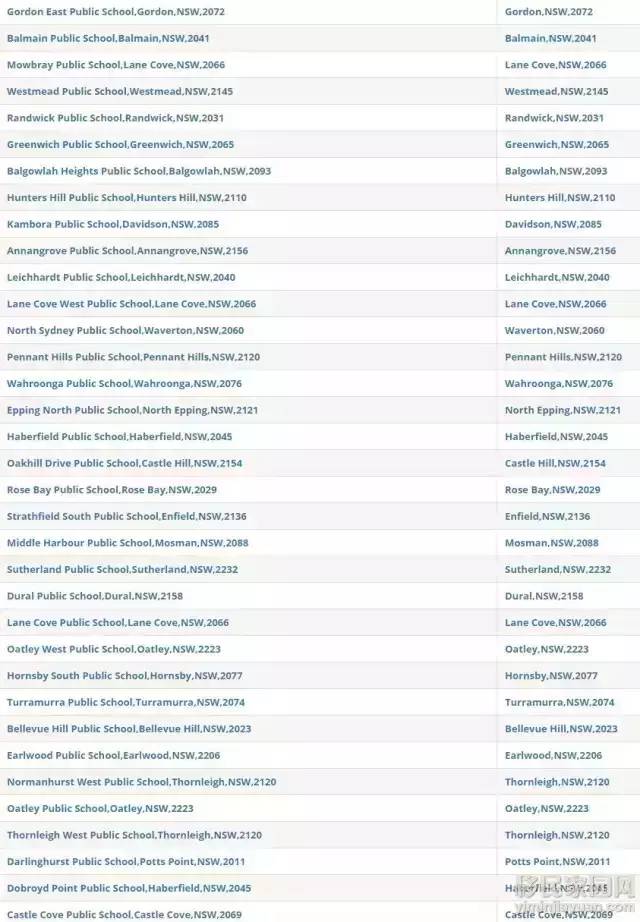 Gordon East Public School,Gordon,NSW,2072 Gordon,NSW,2072
Balmain Public School,Balmain,NSW,2041 Balmain,NSW,2041
Mowbray Public School,Lane Cove,NSW,2066 Lane Cove,NSW,2066
Westmead Public School,Westmead,NSW,2145 Westmead,NSW,2145
Randwick Public School,Randwick,NSW,2031 Randwick,NSW,2031
Greenwich Public School,Greenwich,NSW,2065 Greenwich,NSW,2065
Balgowlah Heights Public School,Balgowlah,NSW,2093 Balgowlah,NSW,2093
Hunters Hill Public School,Hunters Hill,NSW,2110 Hunters Hill,NSW,2110
Kambora Public School,Davidson,NSW,2085 Davidson,NSW,2085
Annangrove Public School,Annangrove,NSW,2156 Annangrove,NSW,2156
Leichhardt Public School,Leichhardt,NSW,2040 Leichhardt,NSW,2040
Lane Cove West Public School,Lane Cove,NSW,2066 Lane Cove,NSW,2066
North Sydney Public School,Waverton,NSW,2060 Waverton,NSW,2060
Pennant Hills Public School,Pennant Hills,NSW,2120 Pennant Hills,NSW,2120
Wahroonga Public School,Wahroonga,NSW,2076 Wahroonga,NSW,2076
Epping North Public School,North Epping,NSW,2121 North Epping,NSW,2121
Haberfield Public School,Haberfield,NSW,2045 Haberfield,NSW,2045
Oakhill Drive Public School,Castle Hill,NSW,2154 Castle Hill,NSW,2154
Rose Bay Public School,Rose Bay,NSW,2029 Rose Bay,NSW,2029
Strathfield South Public School,Enfield,NSW,2136 Enfield,NSW,2136
Middle Harbour Public School,Mosman,NSW,2088 Mosman,NSW,2088
Sutherland Public School,Sutherland,NSW,2232 Sutherland,NSW,2232
Dural Public School,Dural,NSW,2158 Dural,NSW,2158
Lane Cove Public School,Lane Cove,NSW,2066 Lane Cove,NSW,2066
Oatley West Public School,Oatley,NSW,2223 Oatley,NSW,2223
Hornsby South Public School,Hornsby,NSW,2077 Hornsby,NSW,2077
Turramurra Public School,Turramurra,NSW,2074 Turramurra,NSW,2074
Bellevue Hill Public School,Bellevue Hill,NSW,2023 Bellevue Hill,NSW,2023
Earlwood Public School,Earlwood,NSW,2206 Earlwood,NSW,2206
Normanhurst West Public School,Thornleigh,NSW,2120 Thornleigh,NSW,2120
Oatley Public School,Oatley,NSW,2223 Oatley,NSW,2223
Thornleigh West Public School,Thornleigh,NSW,2120 Thornleigh,NSW,2120
Darlinghurst Public School,Potts Point,NSW,2011 Potts Point,NSW,2011
Dobroyd Point Public School,Haberfield,NSW,2045 Haberfield,NSW,2045
移民家园网
yiminjiayuan.com
Castle Cove Public School,Castle Cove,NSW,2069 Castle Cove,NSW,2069